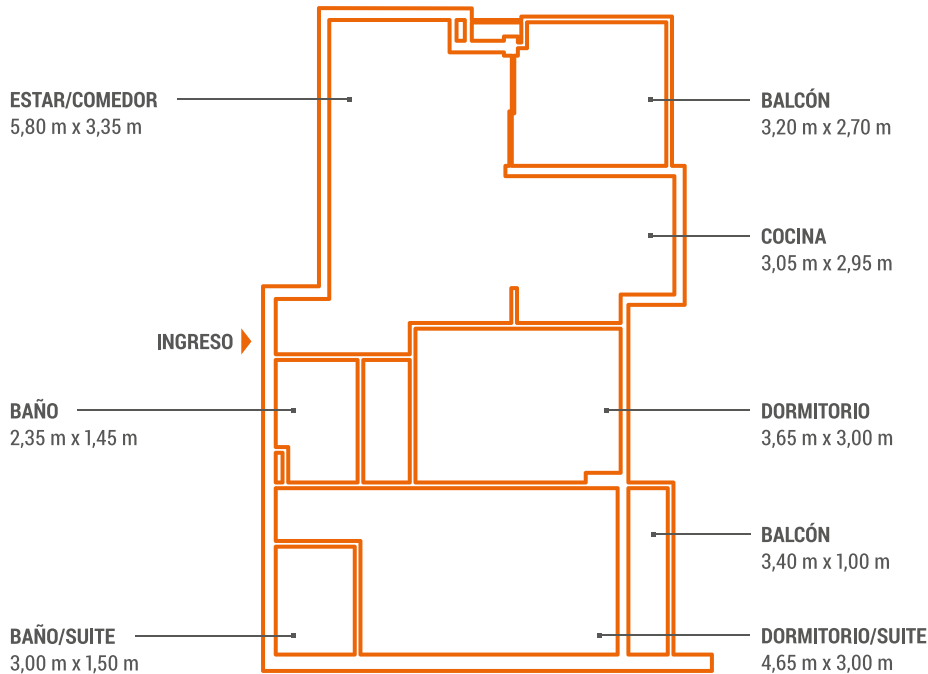 ESTAR/COMEDOR
5,80 m x 3,35 m
BALCÓN
3,20 m x 2,70 m
COCINA
3,05 m x 2,95 m
INGRESO
BAÑO
2,35 m x 1,45 m
DORMITORIO
3,65 m x 3,00 m
BALCÓN
3,40 m x 1,00 m
BAÑO/SUITE
3,00 m x 1,50 m
DORMITORIO/SUITE
4,65 m x 3,00 m